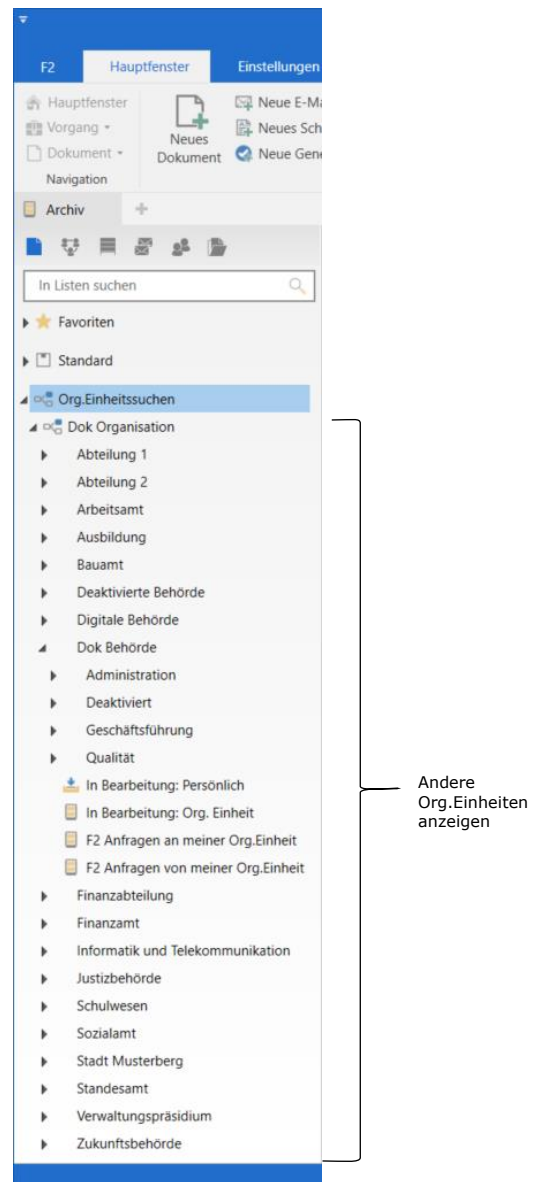 F2 Hauptfenster Einstellungen
Hauptfenster
Vorgang
Dokument
Navigation
Neues
Dokument
Neue E-Ma
Neues Sch
Neue Gene
Archiv +
In Listen suchen
Favoriten
Standard
Org.Einheitssuchen
Dok Organisation
Abteilung 1
Abteilung 2
Arbeitsamt
Ausbildung
Bauamt
Deaktivierte Behörde
Digitale Behörde
Dok Behörde
Administration
Deaktiviert
Geschäftsführung
Qualität
In Bearbeitung: Persönlich
In Bearbeitung: Org. Einheit
F2 Anfragen an meiner Org.Einheit
F2 Anfragen von meiner Org.Einheit
Finanzabteilung
Finanzamt
Informatik und Telekommunikation
Justizbehörde
Schulwesen
Sozialamt
Stadt Musterberg
Standesamt
Verwaltungspräsidium
Zukunftsbehörde
Andere
Org.Einheiten
anzeigen